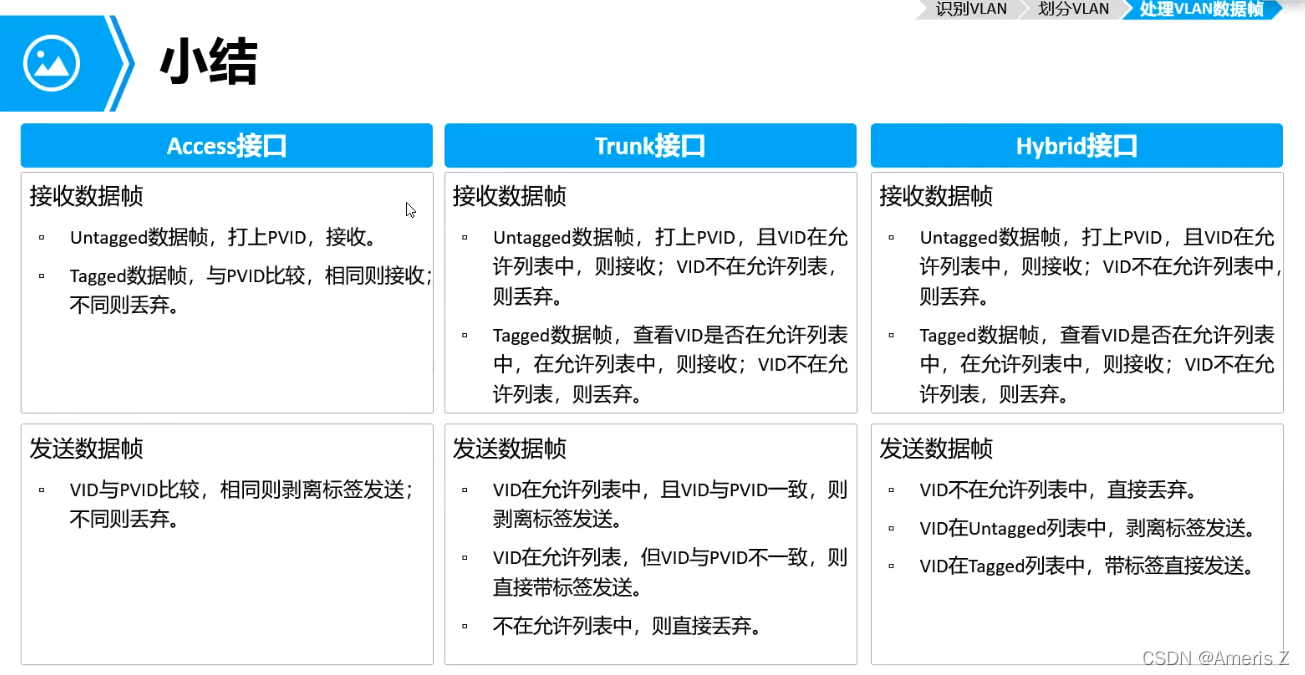 识别VLAN
划分VLAN
处理VLAN数据帧
小结
Access接口
接收数据帧
▫ Untagged数据帧，打上PVID，接收。
▫ Tagged数据帧，与PVID比较，相同则接收；
不同则丢弃。
发送数据帧
▫ VID与PVID比较，相同则剥离标签发送；
不同则丢弃。
Trunk接口
接收数据帧
▫ Untagged数据帧，打上PVID，且VID在允
许列表中，则接收；VID不在允许列表，
则丢弃。
▫ Tagged数据帧，查看VID是否在允许列表
中，在允许列表中，则接收；VID不在允
许列表，则丢弃。
发送数据帧
▫ VID在允许列表中，且VID与PVID一致，则
剥离标签发送。
▫ VID在允许列表，但VID与PVID不一致，则
直接带标签发送。
▫ 不在允许列表中，则直接丢弃。
Hybrid接口
接收数据帧
▫ Untagged数据帧，打上PVID，且VID在允
许列表中，则接收；VID不在允许列表中，
则丢弃。
▫ Tagged数据帧，查看VID是否在允许列表
中，在允许列表中，则接收；VID不在允
许列表，则丢弃。
发送数据帧
▫ VID不在允许列表中，直接丢弃。
▫ VID在Untagged列表中，剥离标签发送。
▫ VID在Tagged列表中，带标签直接发送。
CSDN @Ameris Z